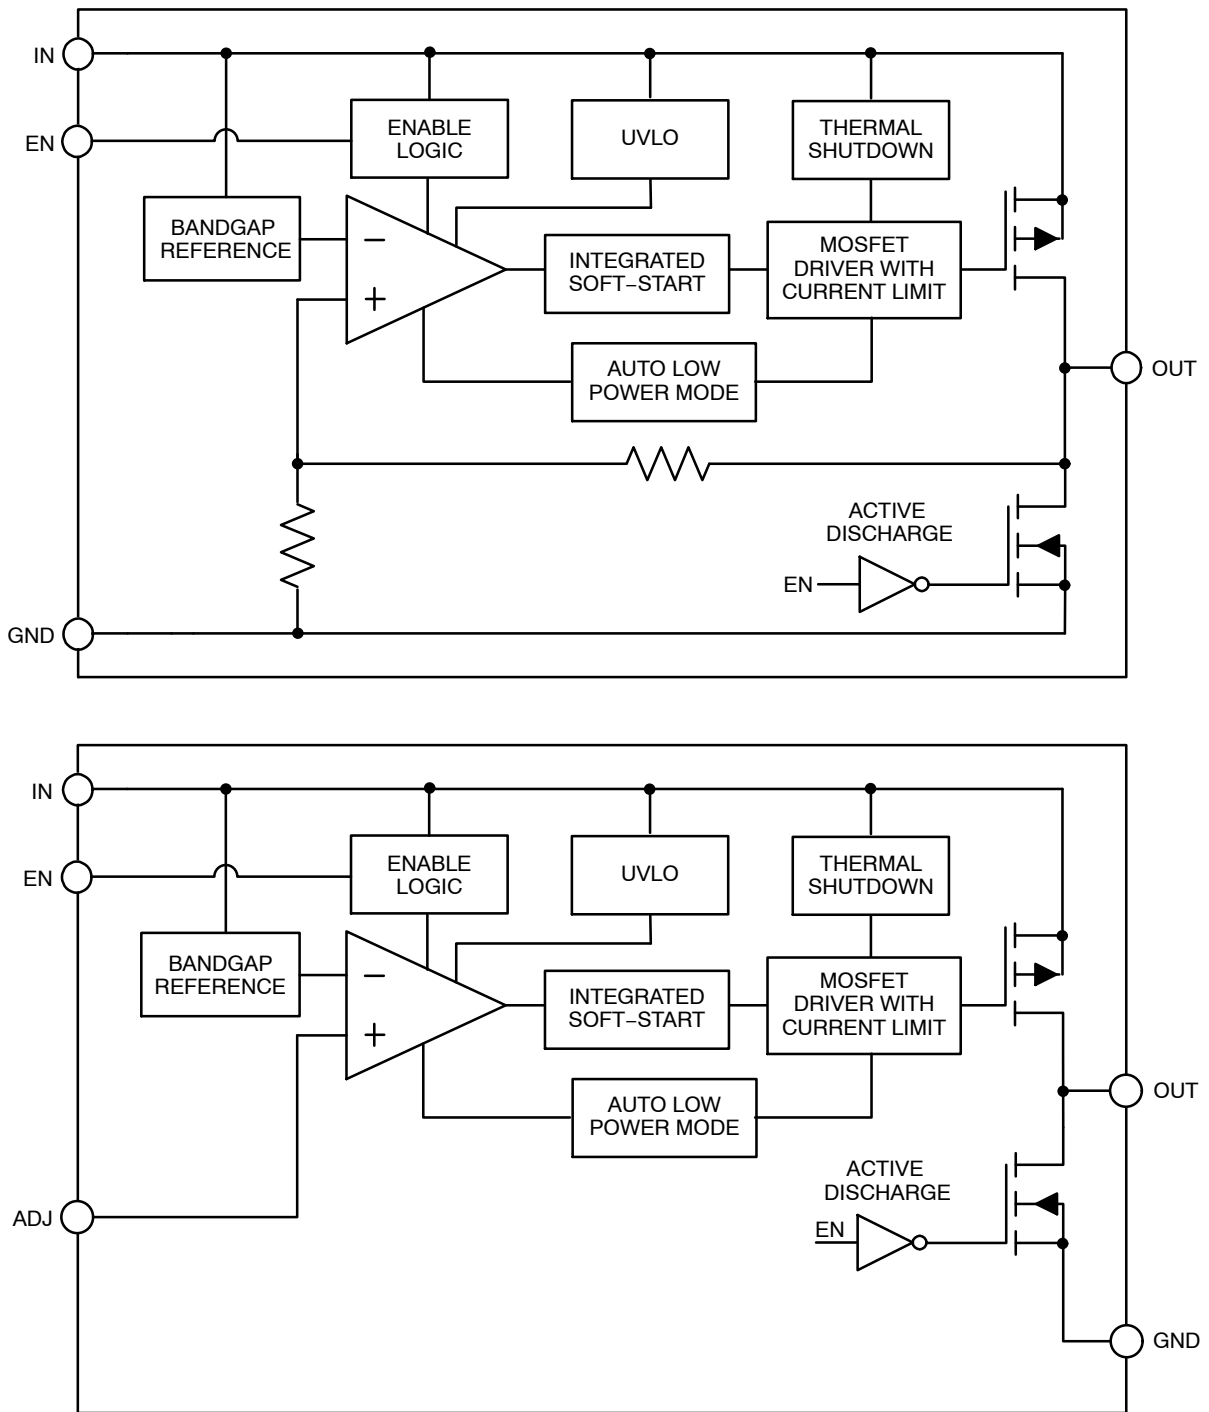 IN
ENABLE
LOGIC
UVLO
THERMAL
SHUTDOWN
EN
BANDGAP
REFERENCE
−
+
INTEGRATED
SOFT−START
MOSFET
DRIVER WITH
CURRENT LIMIT
AUTO LOW
POWER MODE
OUT
ACTIVE
DISCHARGE
EN
GND
IN
ENABLE
LOGIC
UVLO
THERMAL
SHUTDOWN
EN
BANDGAP
REFERENCE
−
+
INTEGRATED
SOFT−START
MOSFET
DRIVER WITH
CURRENT LIMIT
AUTO LOW
POWER MODE
OUT
ACTIVE
DISCHARGE
ADJ
EN
GND